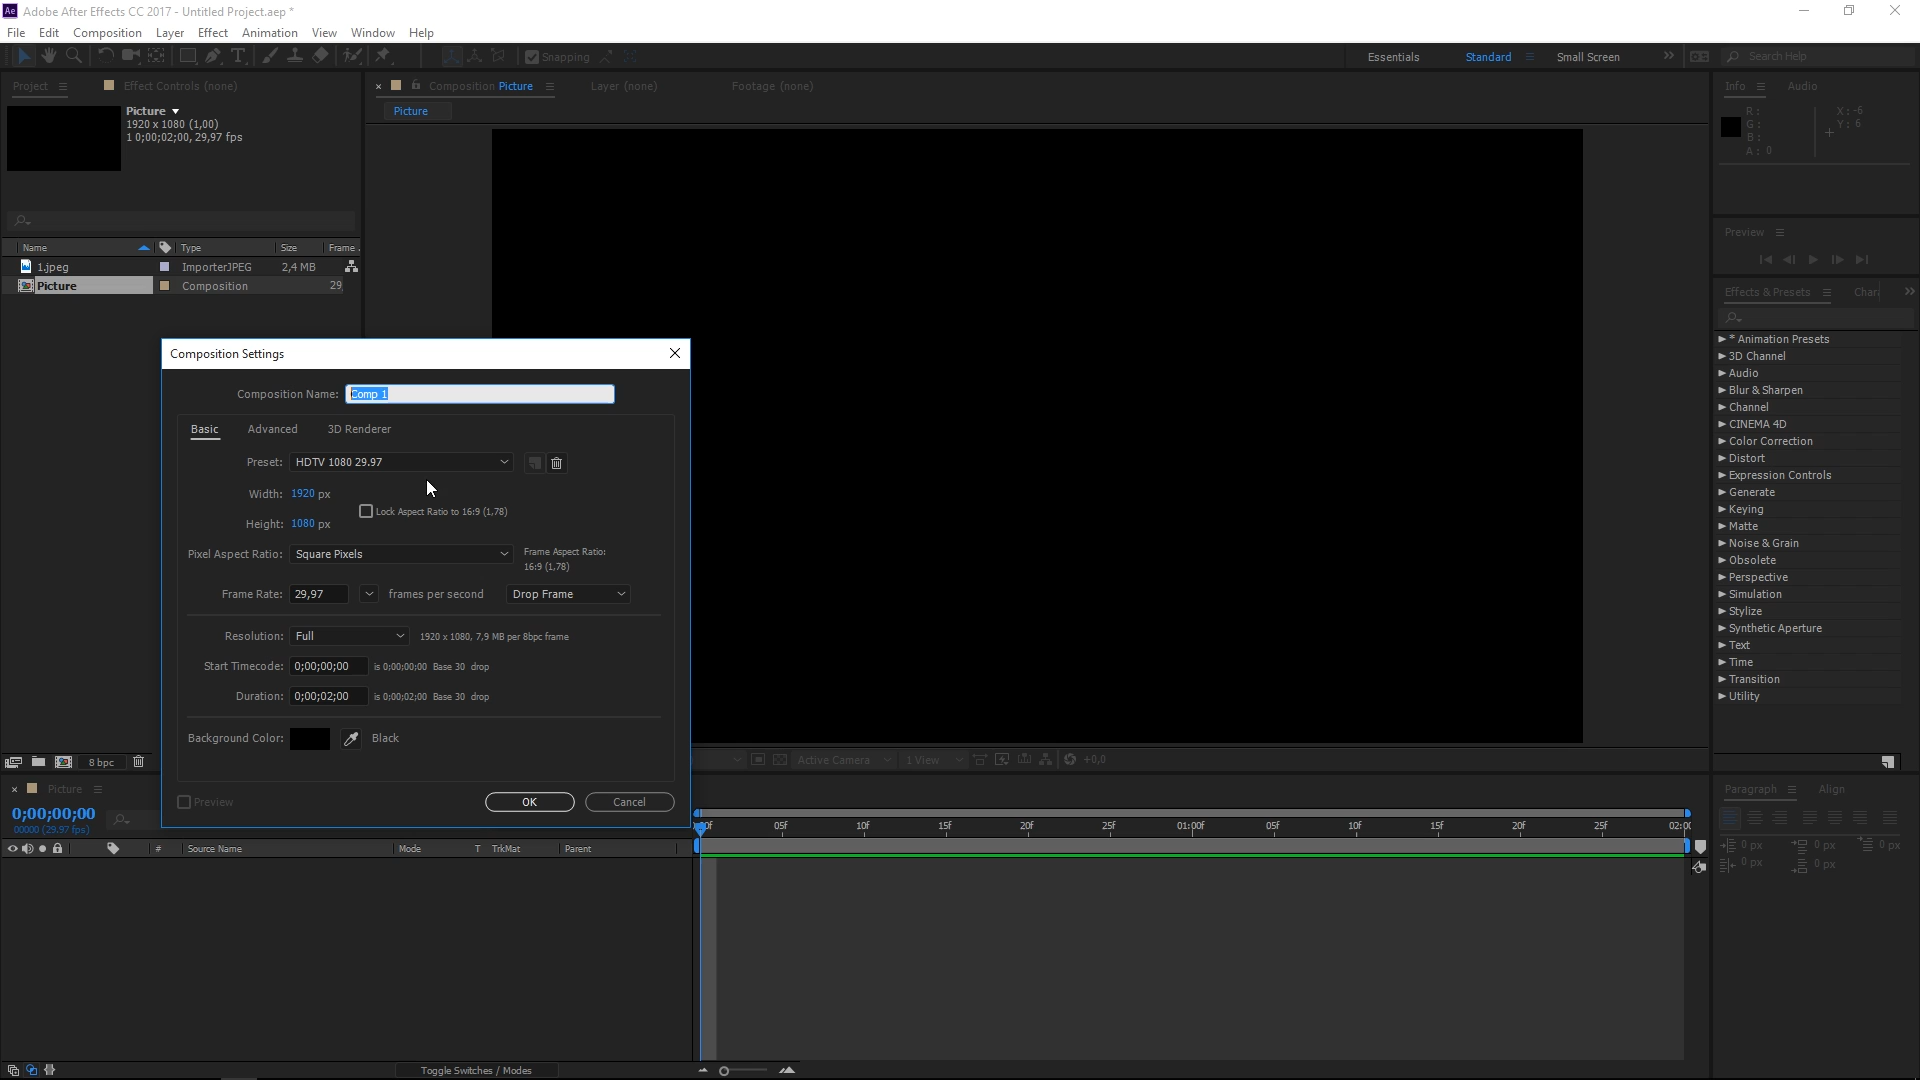 Ae Adobe After Effects CC 2017 - Untitled Project.aep *
File Edit Composition Layer Effect Animation View Window Help
T Snapping Essentials Standard Small Screen Search Help
Project Effect Controls (none)
Composition Picture Layer (none) Footage (none)
Info Audio
Picture
1920 x 1080 (1,00)
1 0;00;02;00, 29,97 fps
Picture
R:
G:
B:
A: 0
X: -6
Y: 6
Preview
Name Type Size Frame
1.jpeg ImporterJPEG 2,4 MB
Picture Composition 29
Effects & Presets
* Animation Presets
3D Channel
Audio
Blur & Sharpen
Channel
CINEMA 4D
Color Correction
Distort
Expression Controls
Generate
Keying
Matte
Noise & Grain
Obsolete
Perspective
Simulation
Stylize
Synthetic Aperture
Text
Time
Transition
Utility
Composition Settings
Composition Name: Comp 1
Basic Advanced 3D Renderer
Preset: HDTV 1080 29.97
Width: 1920 px
Lock Aspect Ratio to 16:9 (1,78)
Height: 1080 px
Pixel Aspect Ratio: Square Pixels
Frame Aspect Ratio:
16:9 (1,78)
Frame Rate: 29,97 frames per second Drop Frame
Resolution: Full 1920 x 1080, 7,9 MB per 8bpc frame
Start Timecode: 0;00;00;00 is 0;00;00;00 Base 30 drop
Duration: 0;00;02;00 is 0;00;02;00 Base 30 drop
Background Color: Black
Preview OK Cancel
8 bpc
Active Camera 1 View +0,0
Picture
0;00;00;00
00000 (29.97 fps)
05f 10f 15f 20f 25f 01:00f 05f 10f 15f 20f 25f
# Source Name Mode T TrkMat Parent
Paragraph Align
0 px 0 px 0 px
0 px 0 px
Toggle Switches / Modes